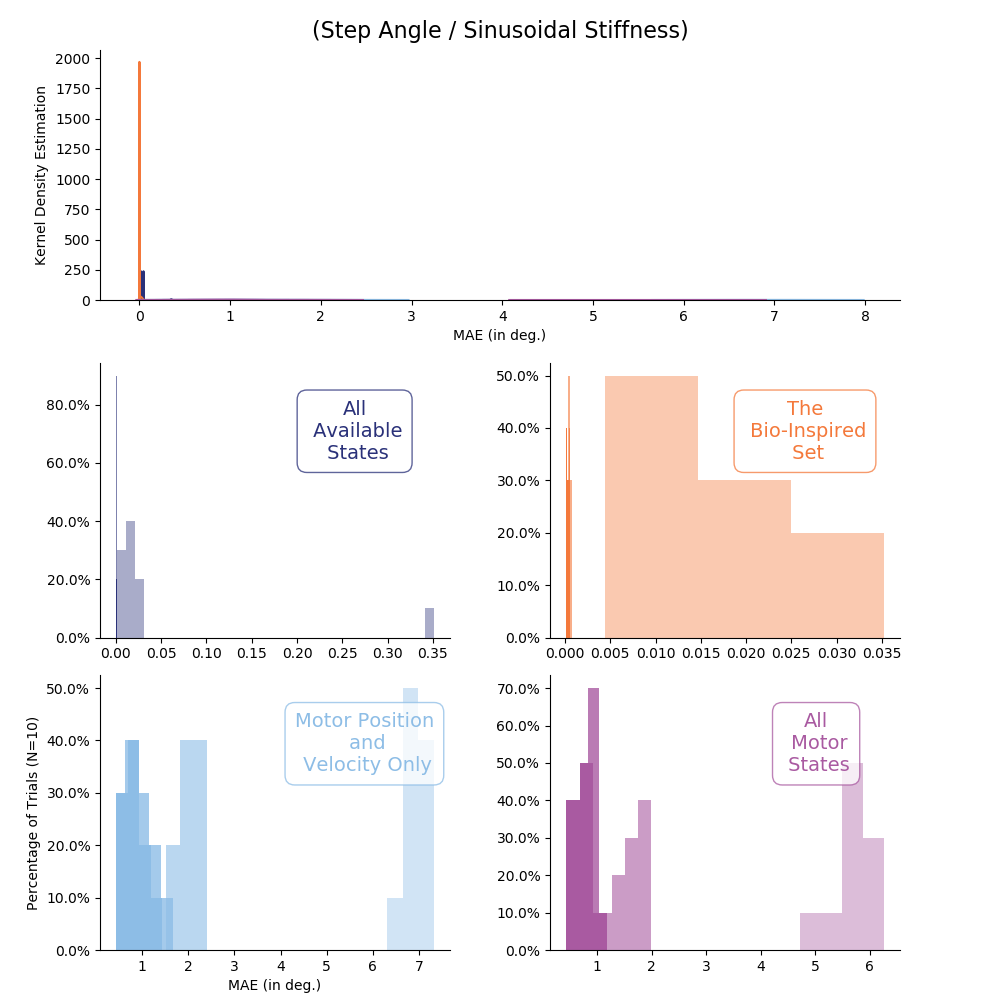 (Step Angle / Sinusoidal Stiffness)
2000
1750
1500
1250
1000
750
500
250
0
Kernel Density Estimation
0 1 2 3 4 5 6 7 8
MAE (in deg.)
80.0%
60.0%
40.0%
20.0%
0.0%
All
Available
States
0.00 0.05 0.10 0.15 0.20 0.25 0.30 0.35
50.0%
40.0%
30.0%
20.0%
10.0%
0.0%
The
Bio-Inspired
Set
0.000 0.005 0.010 0.015 0.020 0.025 0.030 0.035
50.0%
40.0%
30.0%
20.0%
10.0%
0.0%
Percentage of Trials (N=10)
Motor Position
and
Velocity Only
1 2 3 4 5 6 7
MAE (in deg.)
70.0%
60.0%
50.0%
40.0%
30.0%
20.0%
10.0%
0.0%
All
Motor
States
1 2 3 4 5 6